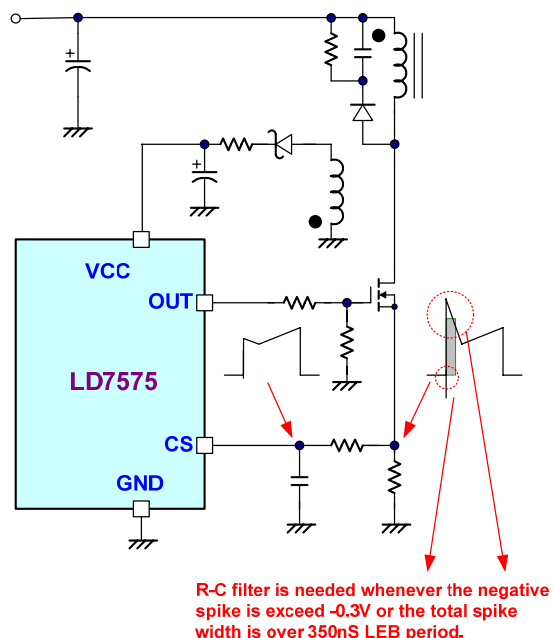 +
+
VCC
OUT
LD7575
CS
GND
R-C filter is needed whenever the negative
spike is exceed -0.3V or the total spike
width is over 350nS LEB period.